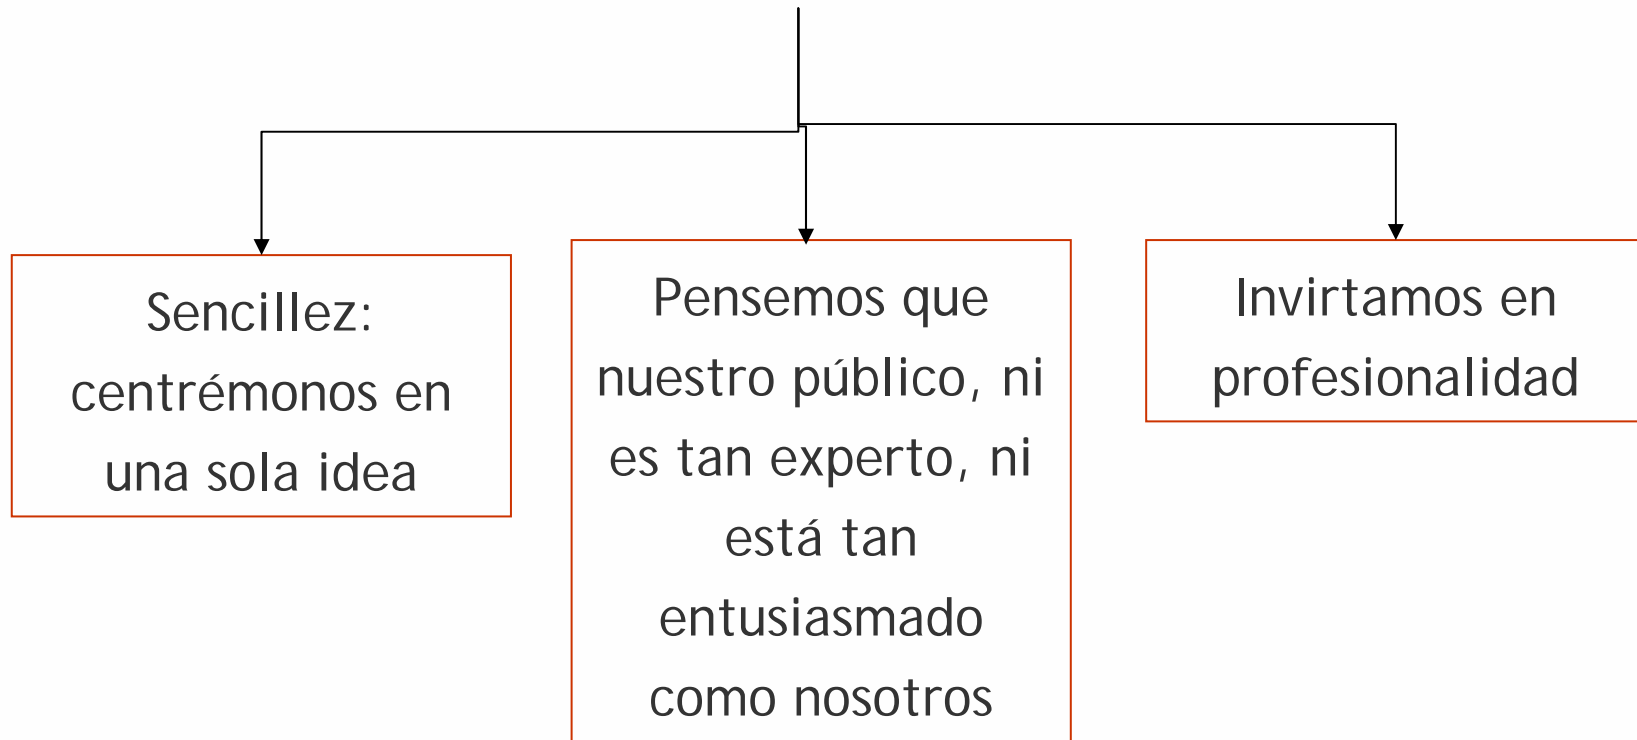 Sencillez:
centrémonos en
una sola idea
Pensemos que
nuestro público, ni
es tan experto, ni
está tan
entusiasmado
como nosotros
Invirtamos en
profesionalidad